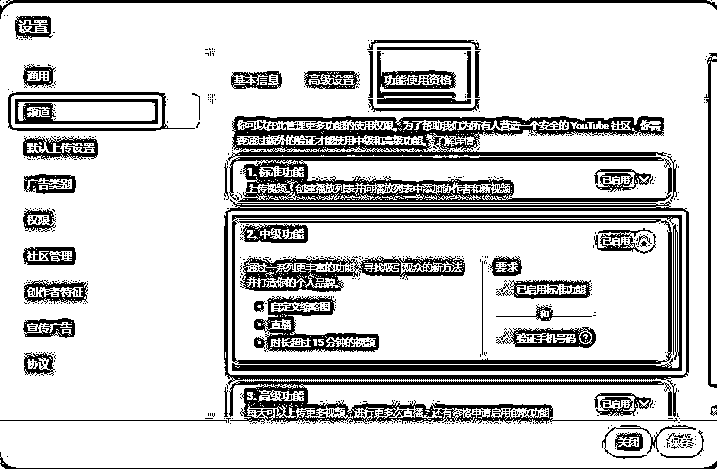 设置
通用
频道
默认上传设置
广告类别
权限
社区管理
创作者特征
宣传广告
协议
基本信息
高级设置
功能使用资格
你可以在此管理更多功能的使用权限。为了帮助我们为所有人营造一个安全的 YouTube 社区，你需
要通过额外的验证才能使用中级和高级功能。了解详情
1. 标准功能
上传视频、创建播放列表并向播放列表中添加协作者和新视频
已启用
2. 中级功能
已启用
通过一系列更丰富的功能，寻找吸引观众的新方法
并打造你的个人品牌。
自定义缩略图
直播
时长超过 15 分钟的视频
要求
已启用标准功能
和
验证手机号码
3. 高级功能
每天可以上传更多视频、进行更多次直播，还有资格申请启用创收功能
已启用
关闭
保存